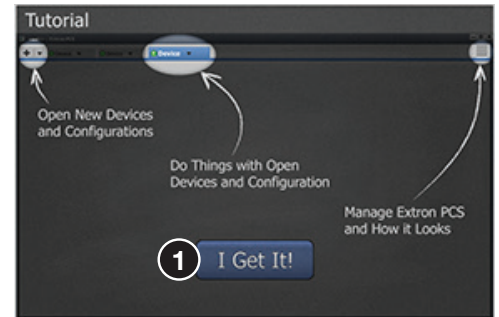 Tutorial
Device
Open New Devices
and Configurations
Do Things with Open
Devices and Configuration
Manage Extron PCS
and How it Looks
1
I Get It!